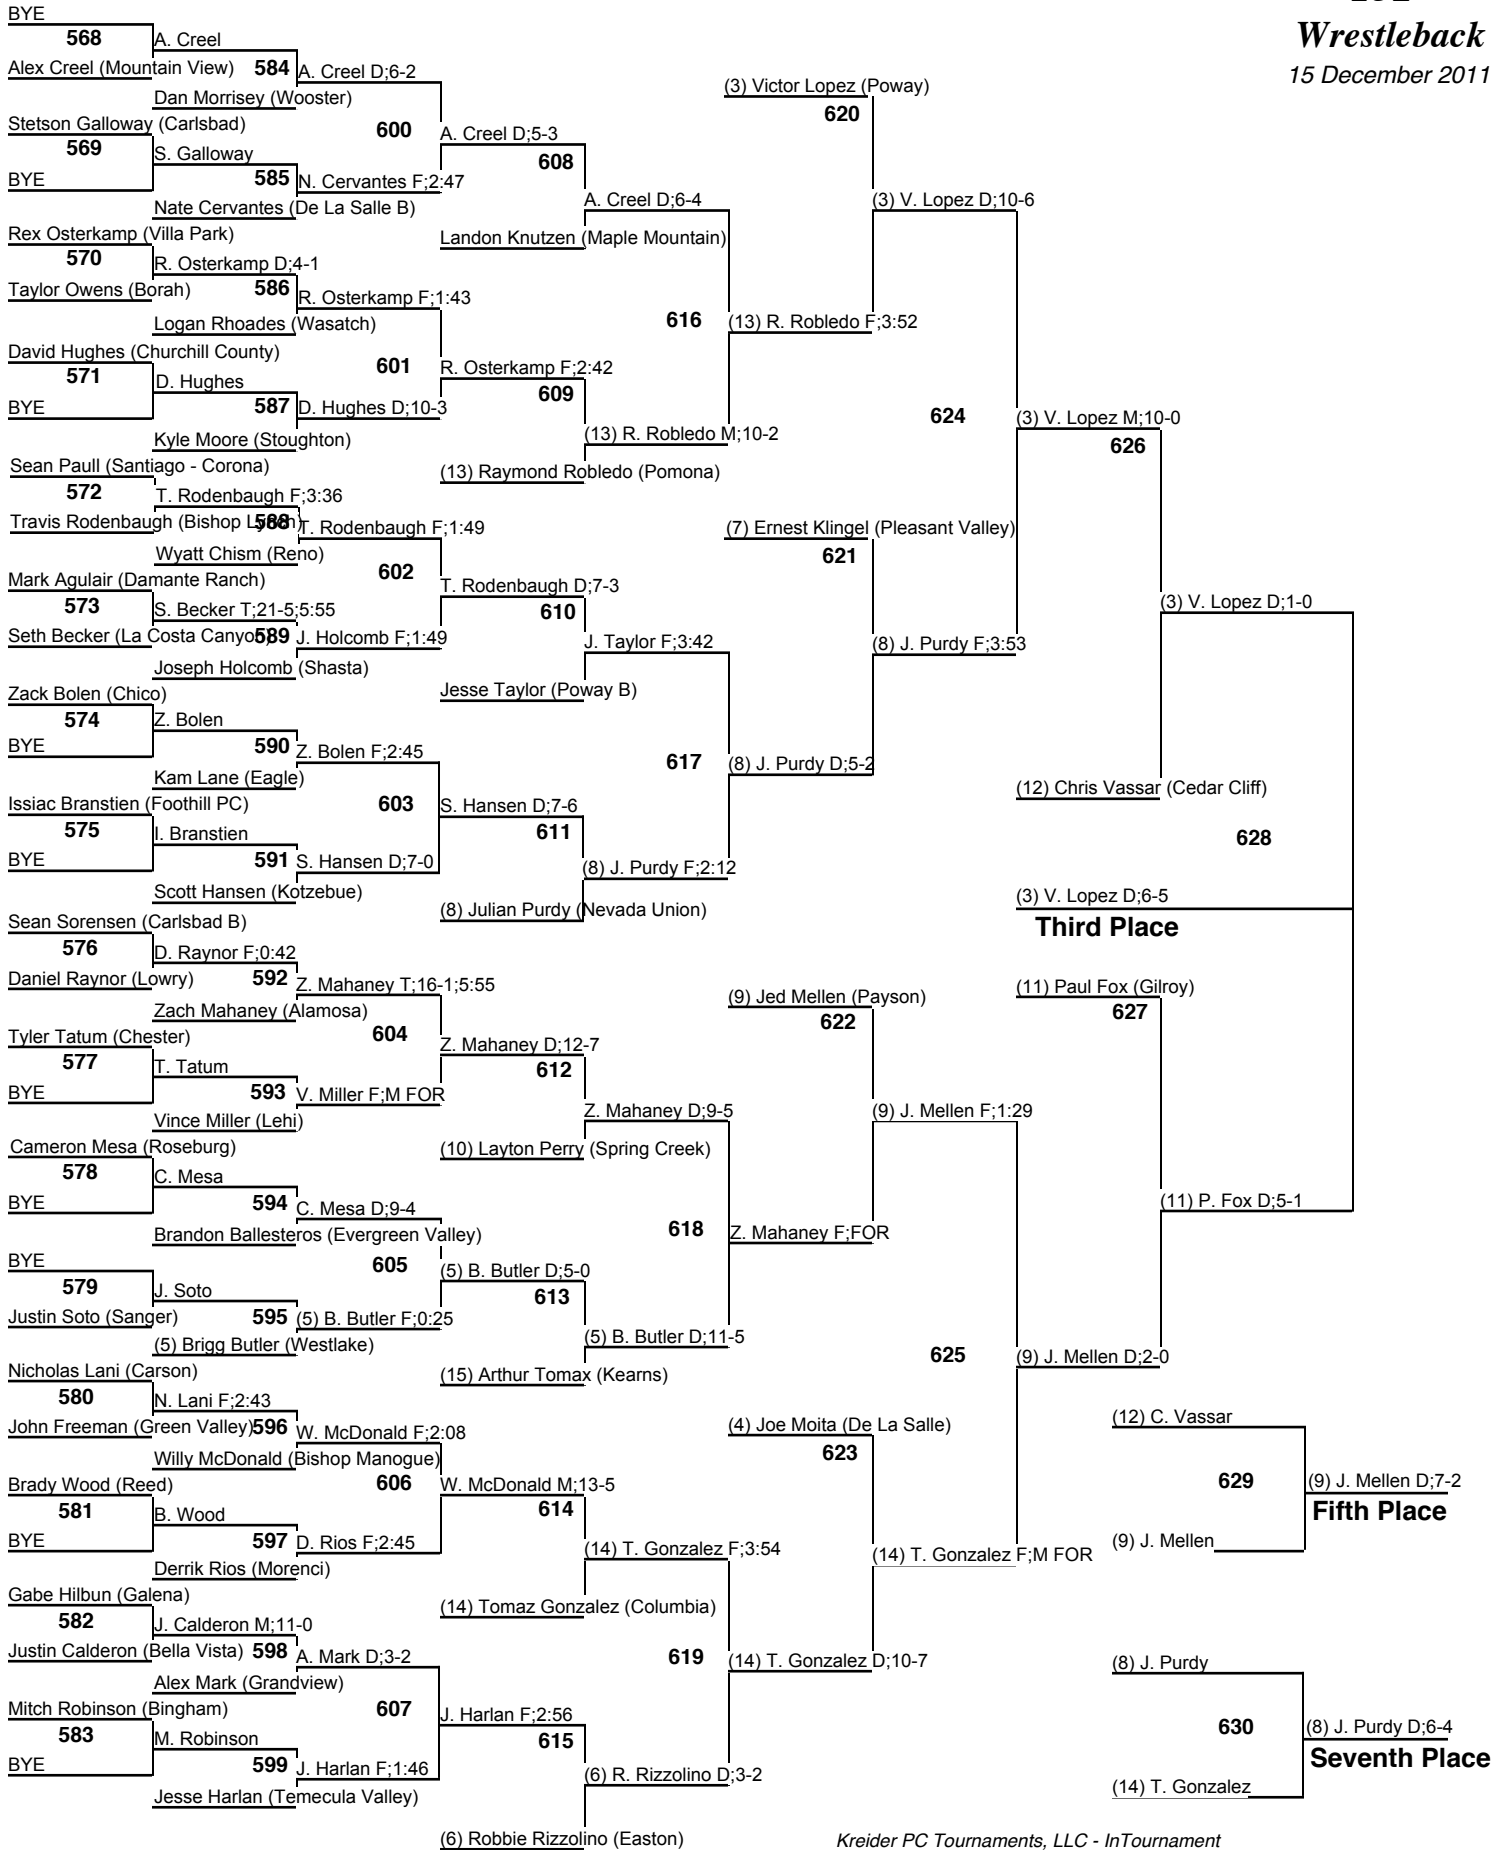 Wrestleback
15 December 2011
BYE
568
A. Creel
Alex Creel (Mountain View)
584
A. Creel D;6-2
Dan Morrisey (Wooster)
Stetson Galloway (Carlsbad)
600
A. Creel D;5-3
569
S. Galloway
608
BYE
585
N. Cervantes F;2:47
Nate Cervantes (De La Salle B)
A. Creel D;6-4
Rex Osterkamp (Villa Park)
Landon Knutzen (Maple Mountain)
570
R. Osterkamp D;4-1
Taylor Owens (Borah)
586
R. Osterkamp F;1:43
Logan Rhoades (Wasatch)
616
(13) R. Robledo F;3:52
David Hughes (Churchill County)
601
R. Osterkamp F;2:42
571
D. Hughes
609
BYE
587
D. Hughes D;10-3
Kyle Moore (Stoughton)
(13) R. Robledo M;10-2
Sean Paull (Santiago - Corona)
(13) Raymond Robledo (Pomona)
572
T. Rodenbaugh F;3:36
Travis Rodenbaugh (Bishop Lynch)
588
T. Rodenbaugh F;1:49
Wyatt Chism (Reno)
602
Mark Agulair (Damante Ranch)
T. Rodenbaugh D;7-3
573
S. Becker T;21-5;5:55
610
Seth Becker (La Costa Canyon)
589
J. Holcomb F;1:49
J. Taylor F;3:42
Joseph Holcomb (Shasta)
Jesse Taylor (Poway B)
Zack Bolen (Chico)
574
Z. Bolen
BYE
590
Z. Bolen F;2:45
617
(8) J. Purdy D;5-2
Kam Lane (Eagle)
Issiac Branstien (Foothill PC)
603
S. Hansen D;7-6
575
I. Branstien
611
BYE
591
S. Hansen D;7-0
(8) J. Purdy F;2:12
Scott Hansen (Kotzebue)
(8) Julian Purdy (Nevada Union)
Sean Sorensen (Carlsbad B)
576
D. Raynor F;0:42
Daniel Raynor (Lowry)
592
Z. Mahaney T;16-1;5:55
Zach Mahaney (Alamosa)
604
Tyler Tatum (Chester)
Z. Mahaney D;12-7
577
T. Tatum
612
BYE
593
V. Miller F;M FOR
Vince Miller (Lehi)
Z. Mahaney D;9-5
Cameron Mesa (Roseburg)
(10) Layton Perry (Spring Creek)
578
C. Mesa
BYE
594
C. Mesa D;9-4
618
Z. Mahaney F;FOR
Brandon Ballesteros (Evergreen Valley)
BYE
605
(5) B. Butler D;5-0
579
J. Soto
613
Justin Soto (Sanger)
595
(5) B. Butler F;0:25
(5) Brigg Butler (Westlake)
(5) B. Butler D;11-5
Nicholas Lani (Carson)
(15) Arthur Tomax (Kearns)
580
N. Lani F;2:43
John Freeman (Green Valley)
596
W. McDonald F;2:08
Willy McDonald (Bishop Manogue)
Brady Wood (Reed)
606
W. McDonald M;13-5
581
B. Wood
614
BYE
597
D. Rios F;2:45
Derrik Rios (Morenci)
(14) T. Gonzalez F;3:54
Gabe Hilbun (Galena)
(14) Tomaz Gonzalez (Columbia)
582
J. Calderon M;11-0
Justin Calderon (Bella Vista)
598
A. Mark D;3-2
619
(14) T. Gonzalez D;10-7
Alex Mark (Grandview)
Mitch Robinson (Bingham)
607
J. Harlan F;2:56
583
M. Robinson
615
BYE
599
J. Harlan F;1:46
(6) R. Rizzolino D;3-2
Jesse Harlan (Temecula Valley)
(6) Robbie Rizzolino (Easton)
(3) Victor Lopez (Poway)
620
(3) V. Lopez D;10-6
624
(3) V. Lopez M;10-0
626
(7) Ernest Klingel (Pleasant Valley)
621
(3) V. Lopez D;1-0
(8) J. Purdy F;3:53
(12) Chris Vassar (Cedar Cliff)
628
(3) V. Lopez D;6-5
Third Place
(11) Paul Fox (Gilroy)
(9) Jed Mellen (Payson)
622
627
(9) J. Mellen F;1:29
(11) P. Fox D;5-1
625
(9) J. Mellen D;2-0
(4) Joe Moita (De La Salle)
623
(14) T. Gonzalez F;M FOR
(12) C. Vassar
629
(9) J. Mellen D;7-2
Fifth Place
(9) J. Mellen
(8) J. Purdy
630
(8) J. Purdy D;6-4
Seventh Place
(14) T. Gonzalez
Kreider PC Tournaments, LLC - InTournament